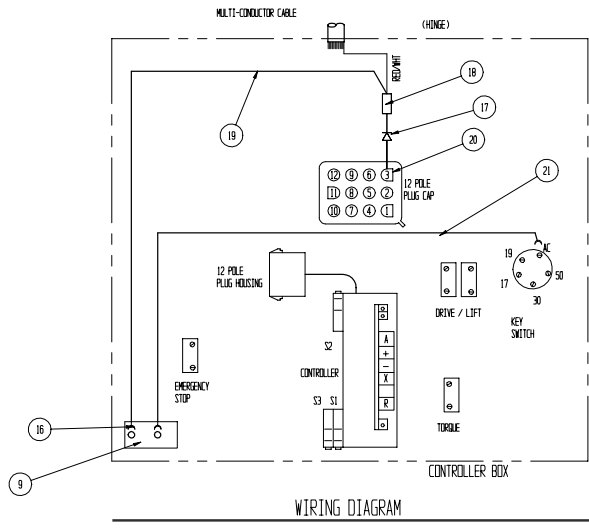 MULTI-CONDUCTOR CABLE
(HINGE)
RED/WHT
18
17
19
20
12 9 6 3
11 8 5 2
10 7 4 1
12 POLE
PLUG CAP
21
AC
19
50
17
30
KEY
SWITCH
12 POLE
PLUG HOUSING
DRIVE / LIFT
S2
A
+
−
X
R
CONTROLLER
EMERGENCY
STOP
S3 S1
TORQUE
16
9
CONTROLLER BOX
WIRING DIAGRAM